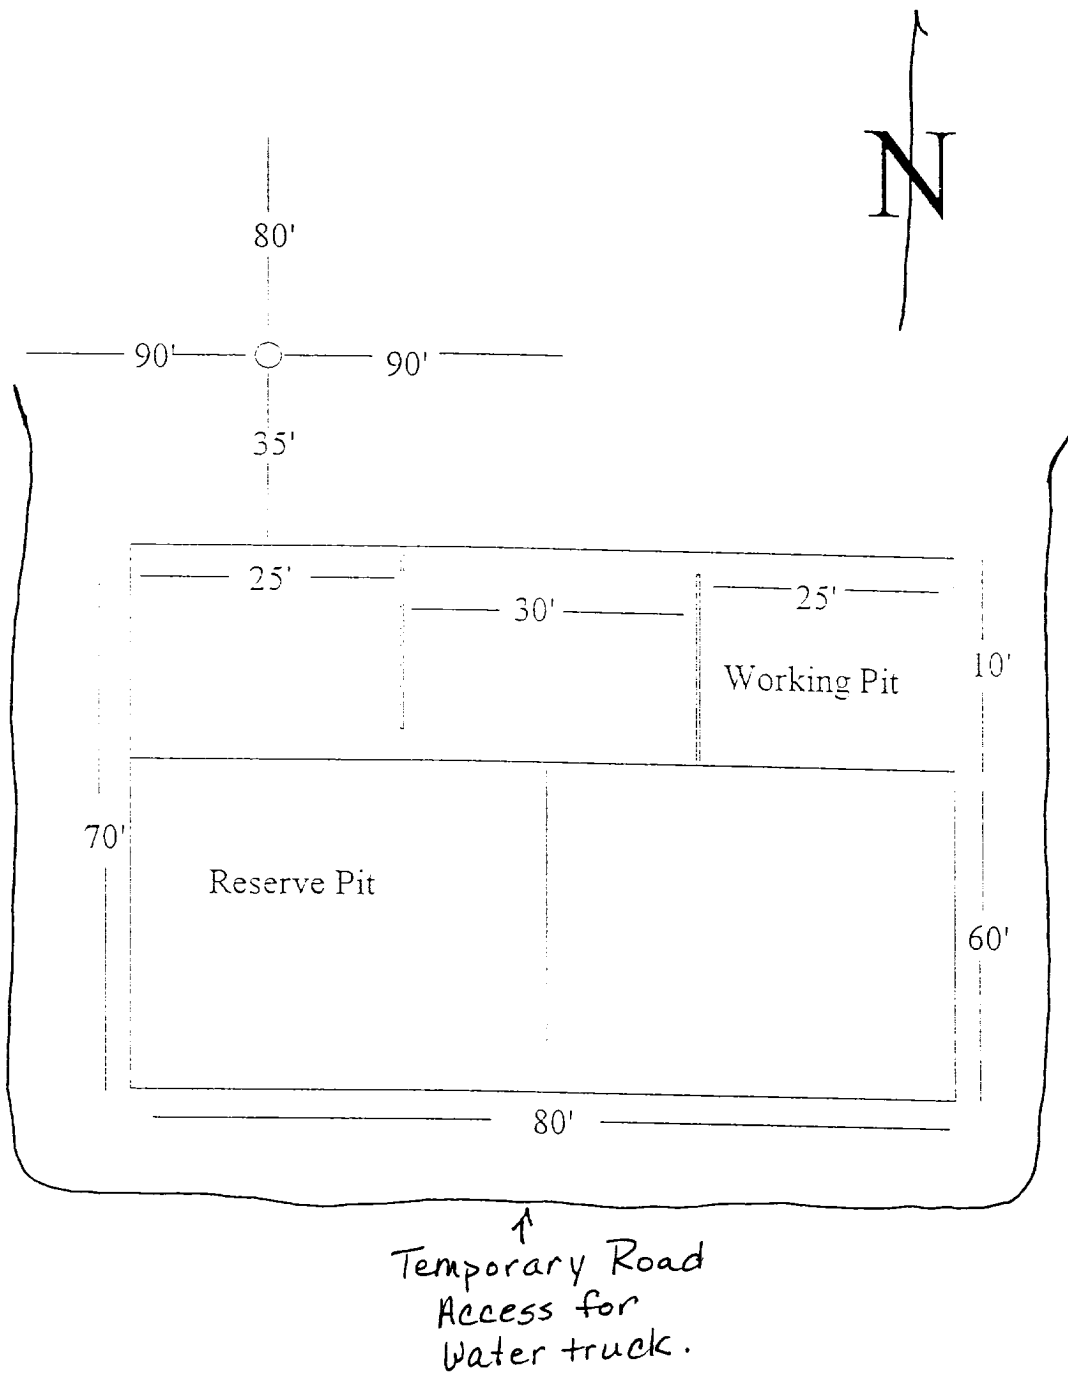 N
80'
90'
90'
35'
25'
30'
25'
Working Pit
10'
70'
Reserve Pit
60'
80'
Temporary Road
Access for
Water truck.